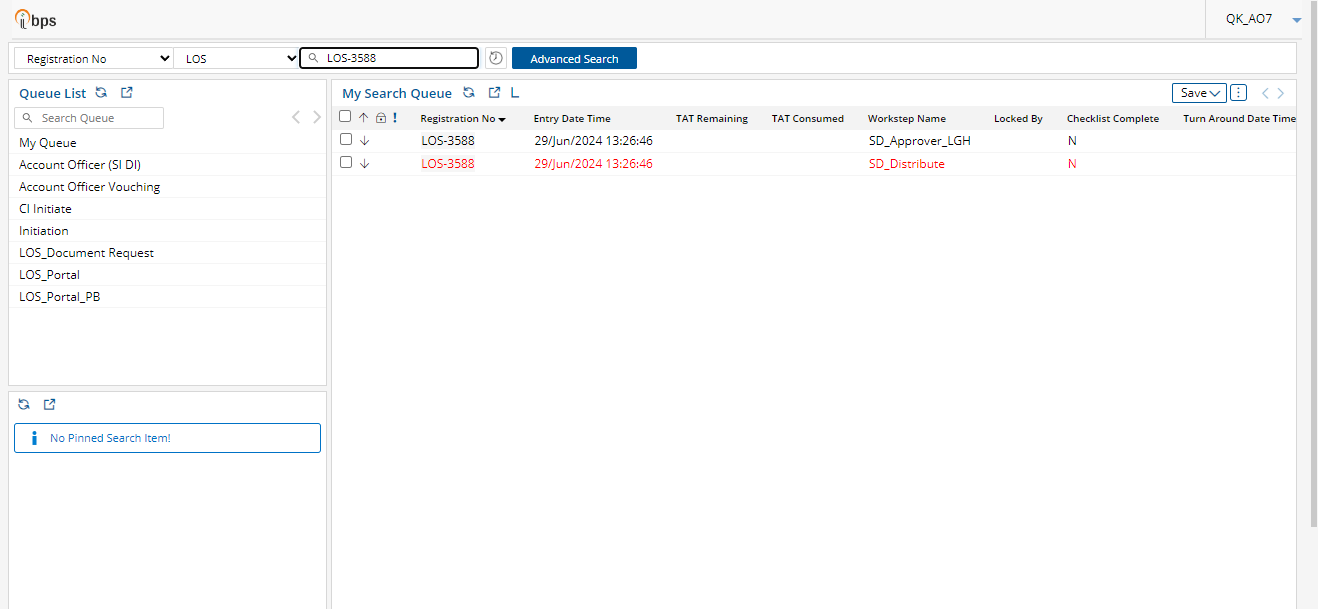 ibps
QK_AO7
Registration No LOS LOS-3588 Advanced Search
Queue List
Search Queue
My Queue
Account Officer (SI DI)
Account Officer Vouching
CI Initiate
Initiation
LOS_Document Request
LOS_Portal
LOS_Portal_PB
No Pinned Search Item!
My Search Queue L Save
! Registration No Entry Date Time TAT Remaining TAT Consumed Workstep Name Locked By Checklist Complete Turn Around Date Time
LOS-3588 29/Jun/2024 13:26:46 SD_Approver_LGH N
LOS-3588 29/Jun/2024 13:26:46 SD_Distribute N